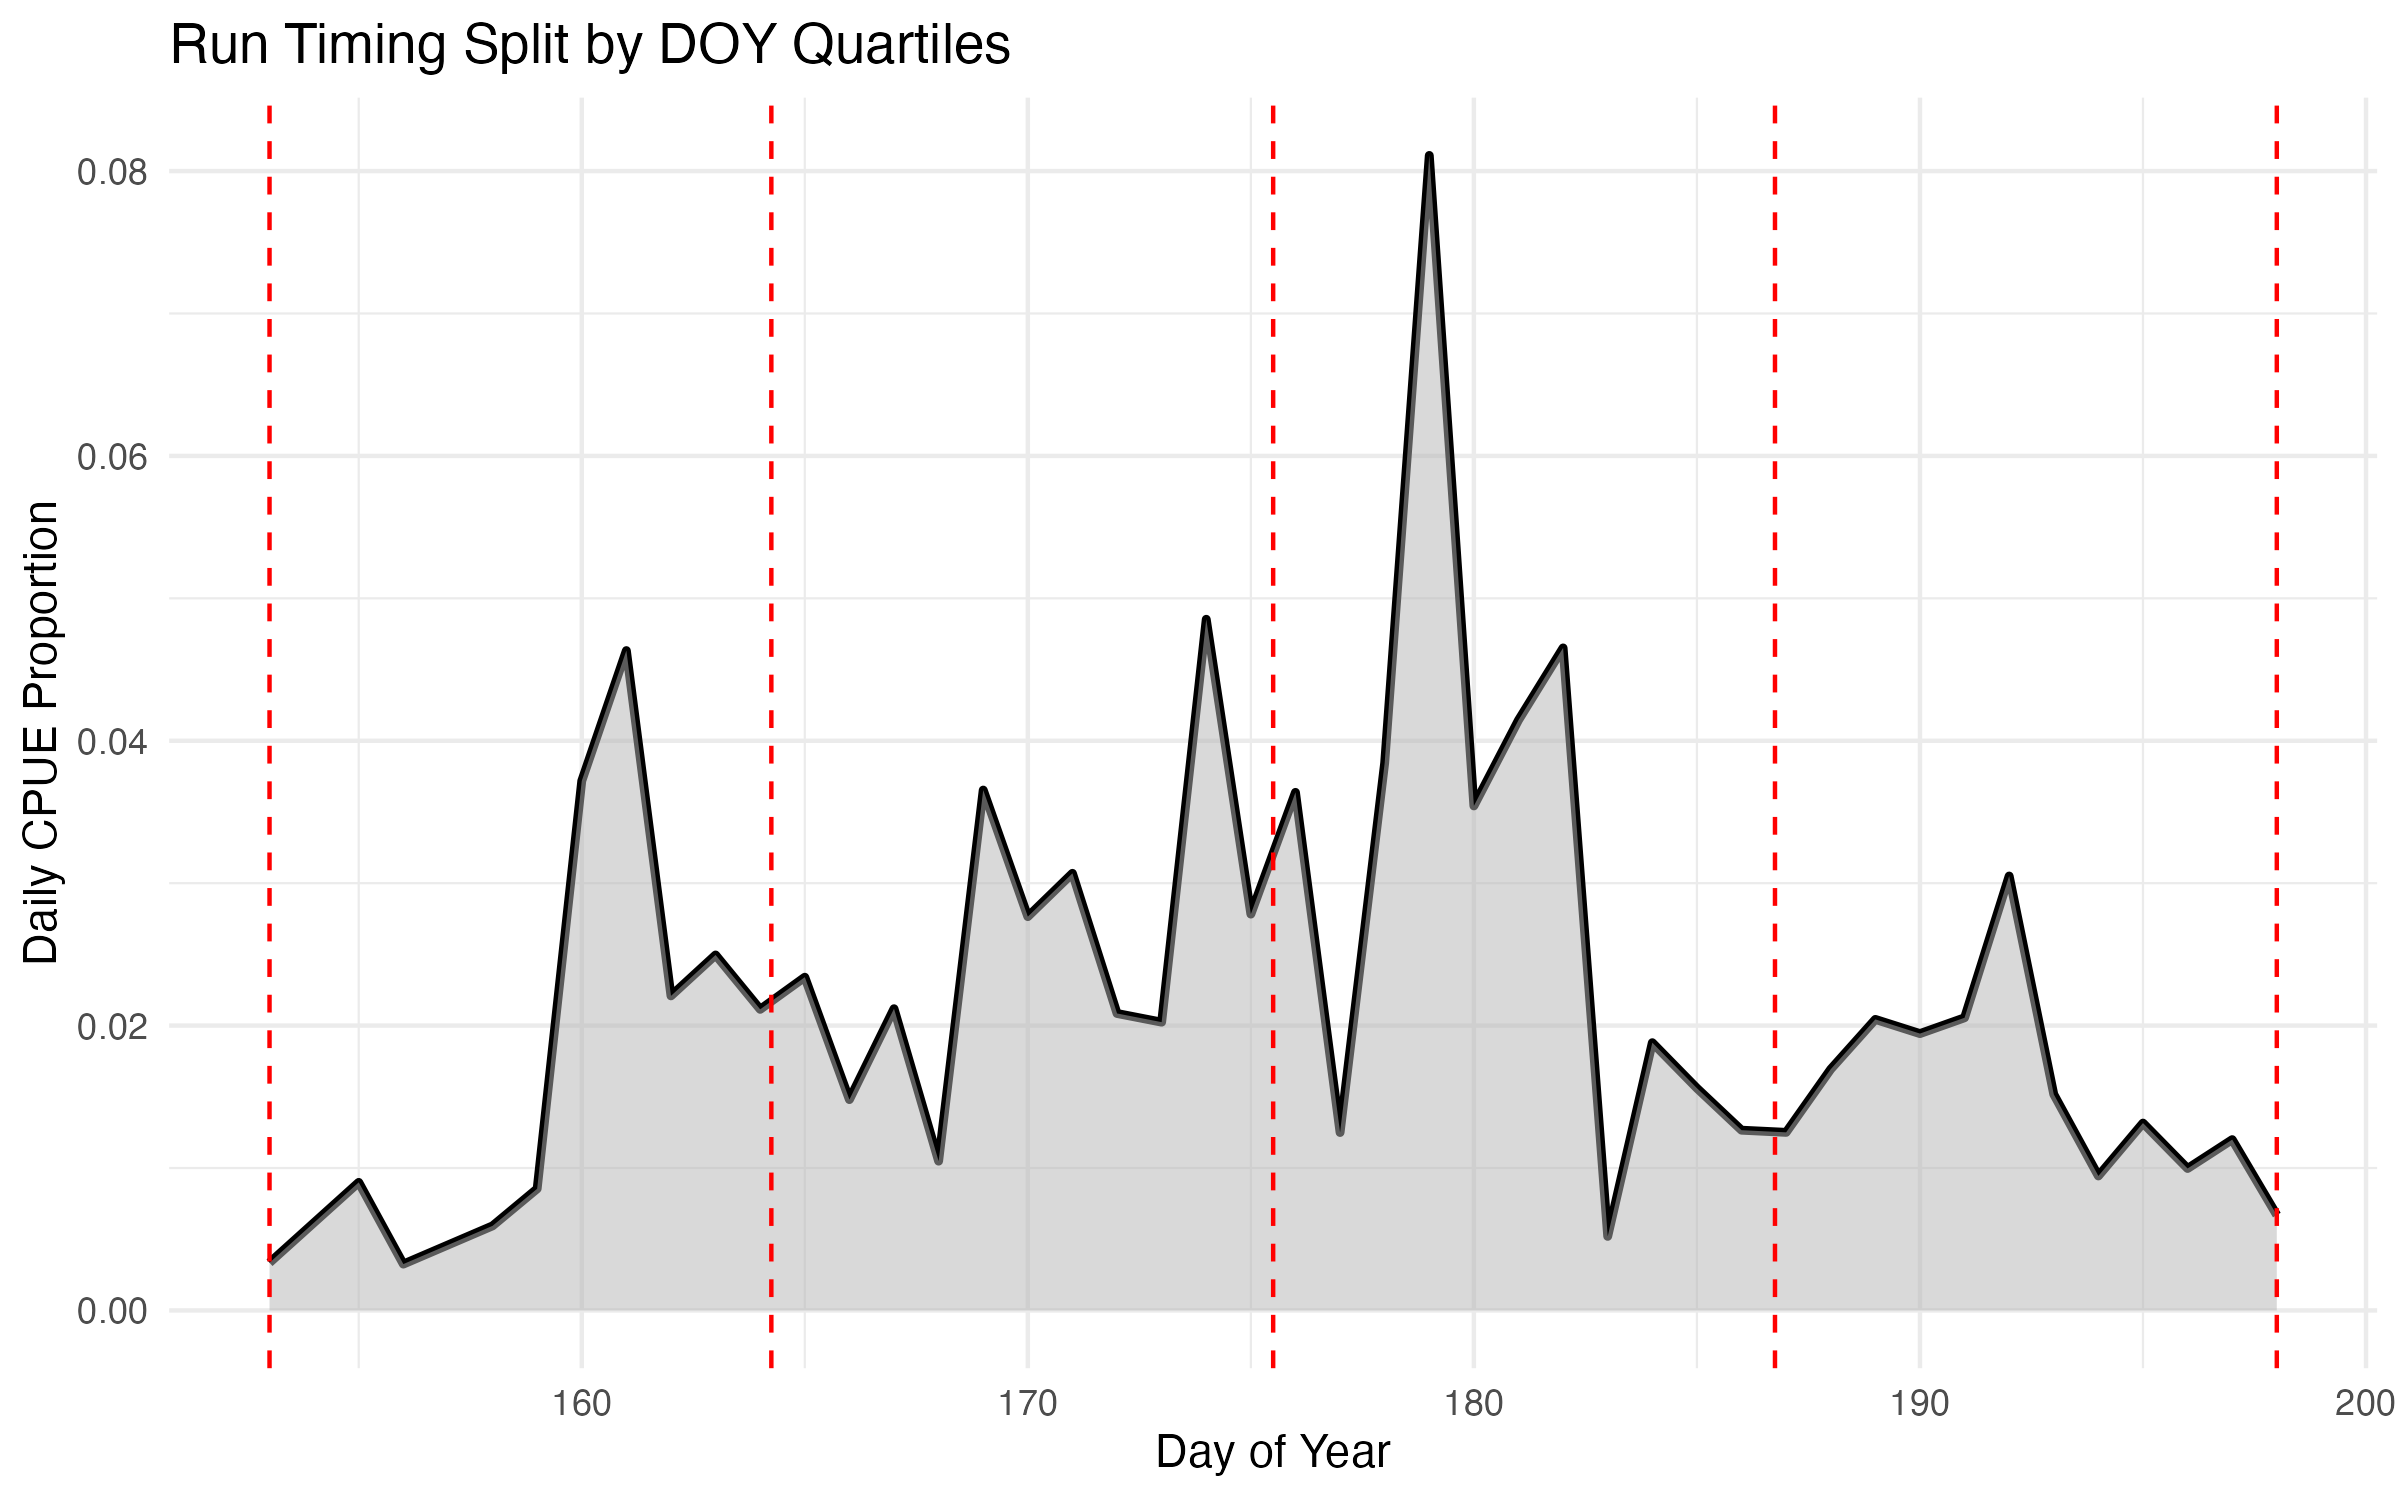 Run Timing Split by DOY Quartiles
Daily CPUE Proportion
0.08
0.06
0.04
0.02
0.00
160 170 180 190 200
Day of Year